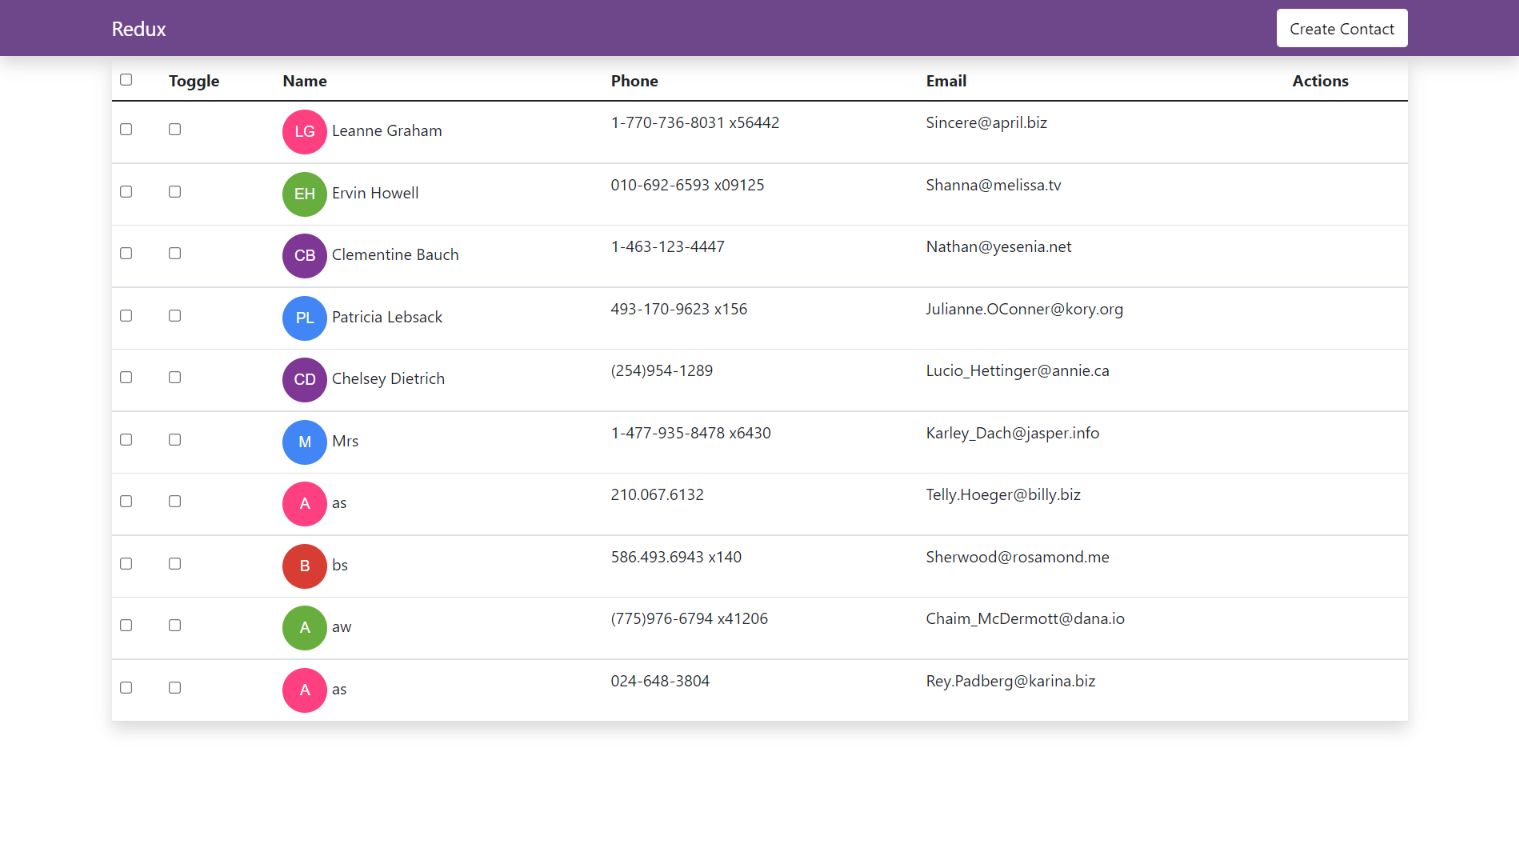 Redux Create Contact
Toggle Name Phone Email Actions
LG Leanne Graham 1-770-736-8031 x56442 Sincere@april.biz
EH Ervin Howell 010-692-6593 x09125 Shanna@melissa.tv
CB Clementine Bauch 1-463-123-4447 Nathan@yesenia.net
PL Patricia Lebsack 493-170-9623 x156 Julianne.OConner@kory.org
CD Chelsey Dietrich (254)954-1289 Lucio_Hettinger@annie.ca
M Mrs 1-477-935-8478 x6430 Karley_Dach@jasper.info
A as 210.067.6132 Telly.Hoeger@billy.biz
B bs 586.493.6943 x140 Sherwood@rosamond.me
A aw (775)976-6794 x41206 Chaim_McDermott@dana.io
A as 024-648-3804 Rey.Padberg@karina.biz